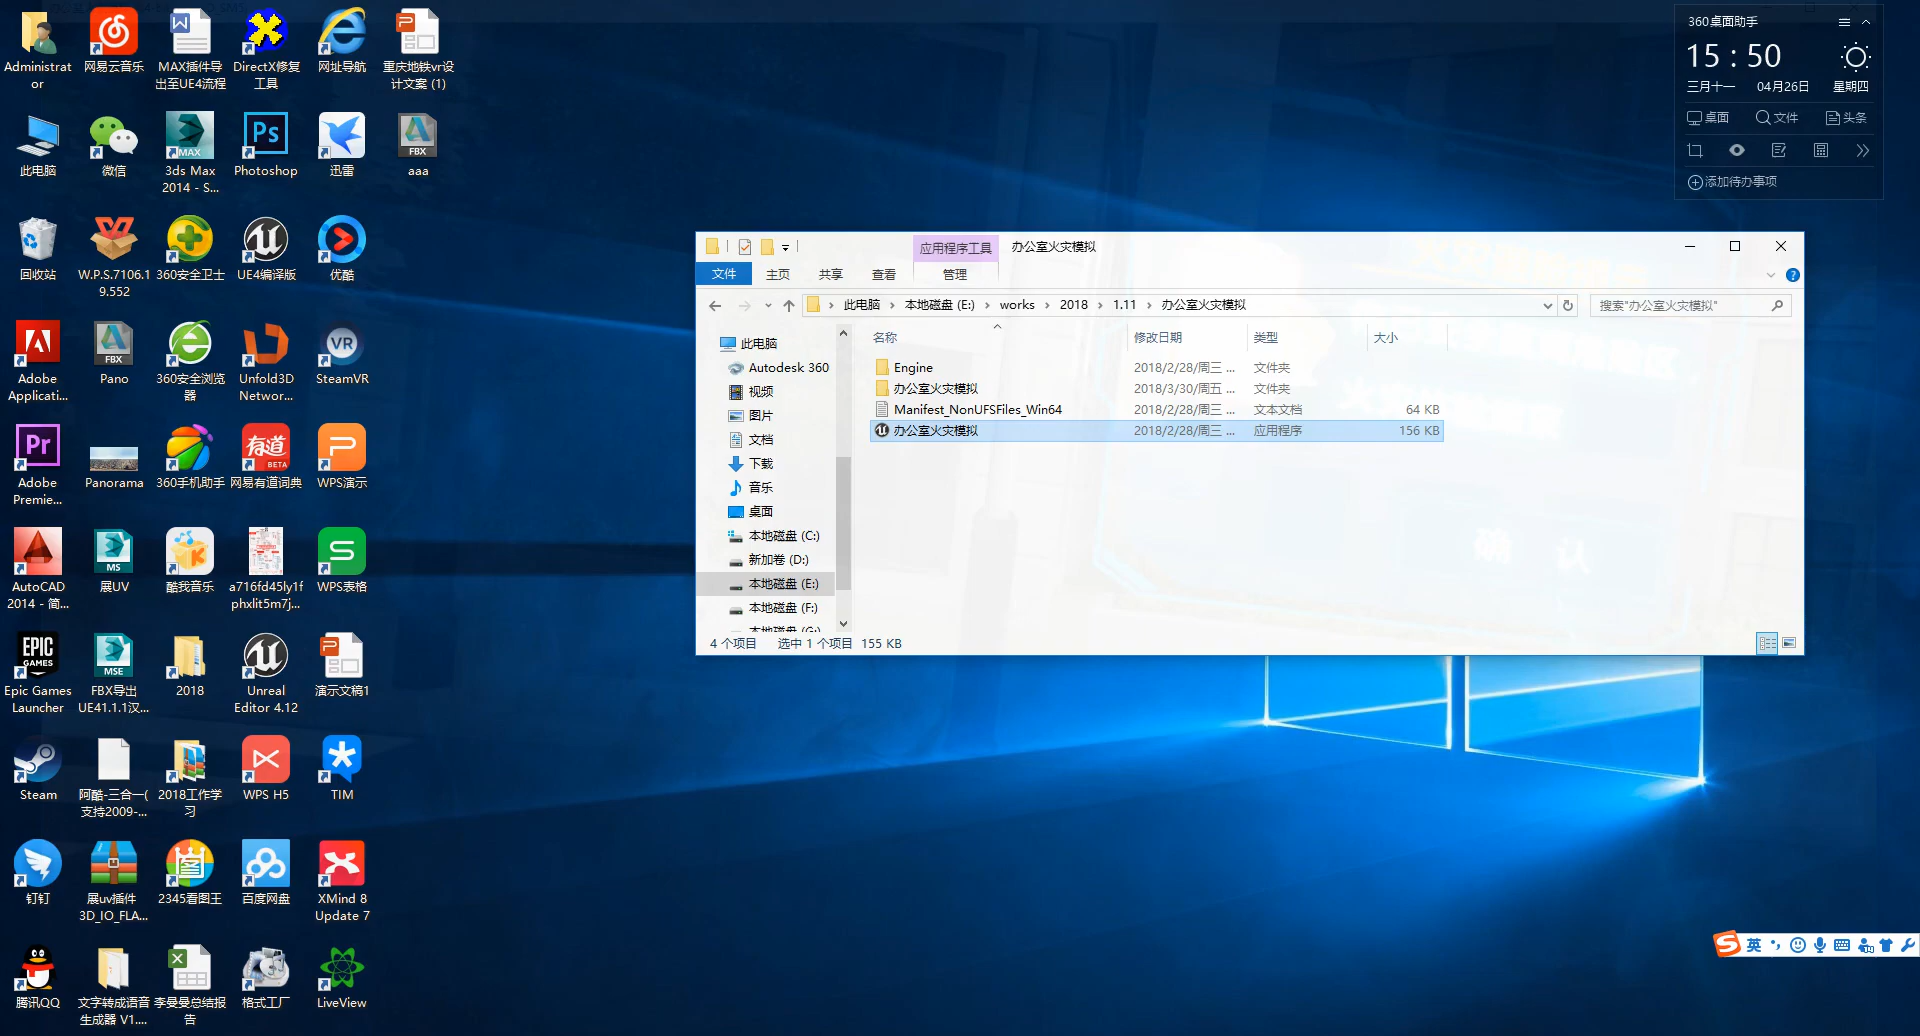 Administrat
or
网易云音乐
MAX插件导
出至UE4流程
DirectX修复
工具
网址导航
重庆地铁vr设
计文案 (1)
此电脑
微信
3ds Max
2014 - S...
Photoshop
迅雷
aaa
回收站
W.P.S.7106.1
9.552
360安全卫士
UE4编译版
优酷
Adobe
Applicati...
Pano
360安全浏览
器
Unfold3D
Networ...
SteamVR
Adobe
Premie...
Panorama
360手机助手
网易有道词典
WPS演示
AutoCAD
2014 - 简...
展UV
酷我音乐
a716fd45ly1f
phxlit5m7j...
WPS表格
Epic Games
Launcher
FBX导出
UE41.1.1汉...
2018
Unreal
Editor 4.12
演示文稿1
Steam
阿酷-三合一(
支持2009-...
2018工作学
习
WPS H5
TIM
钉钉
展uv插件
3D_IO_FLA...
2345看图王
百度网盘
XMind 8
Update 7
腾讯QQ
文字转成语音
生成器 V1....
李曼曼总结报
告
格式工厂
LiveView
360桌面助手
15 : 50
三月十一 04月26日 星期四
桌面 文件 头条
添加待办事项
应用程序工具 办公室火灾模拟
文件 主页 共享 查看 管理
此电脑 本地磁盘 (E:) works 2018 1.11 办公室火灾模拟
搜索"办公室火灾模拟"
名称 修改日期 类型 大小
Engine 2018/2/28/周三 ... 文件夹
办公室火灾模拟 2018/3/30/周五 ... 文件夹
Manifest_NonUFSFiles_Win64 2018/2/28/周三 ... 文本文档 64 KB
办公室火灾模拟 2018/2/28/周三 ... 应用程序 156 KB
此电脑
Autodesk 360
视频
图片
文档
下载
音乐
桌面
本地磁盘 (C:)
新加卷 (D:)
本地磁盘 (E:)
本地磁盘 (F:)
本地磁盘 (G:)
确 认
4 个项目 选中 1 个项目 155 KB
英